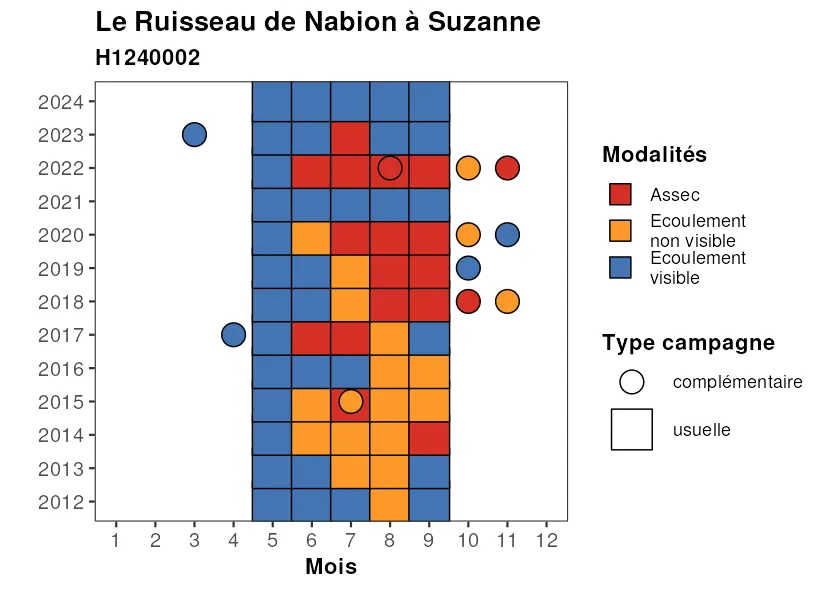 Le Ruisseau de Nabion à Suzanne
H1240002
2024
2023
2022
2021
2020
2019
2018
2017
2016
2015
2014
2013
2012
1 2 3 4 5 6 7 8 9 10 11 12
Mois
Modalités
Assec
Ecoulement
non visible
Ecoulement
visible
Type campagne
complémentaire
usuelle